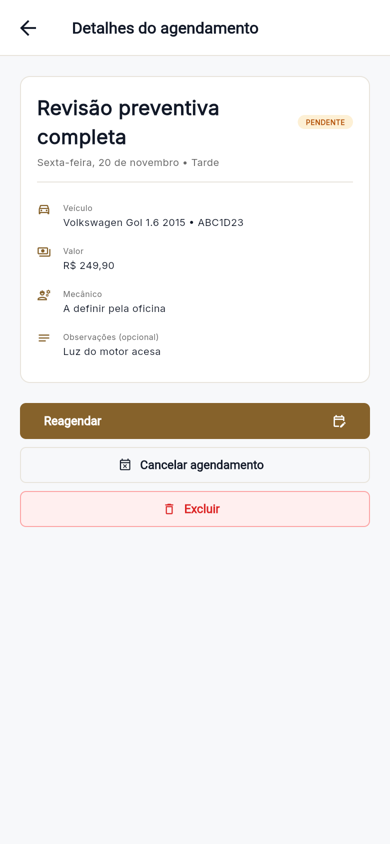 Detalhes do agendamento
Revisão preventiva
completa
PENDENTE
Sexta-feira, 20 de novembro • Tarde
Veículo
Volkswagen Gol 1.6 2015 • ABC1D23
Valor
R$ 249,90
Mecânico
A definir pela oficina
Observações (opcional)
Luz do motor acesa
Reagendar
Cancelar agendamento
Excluir